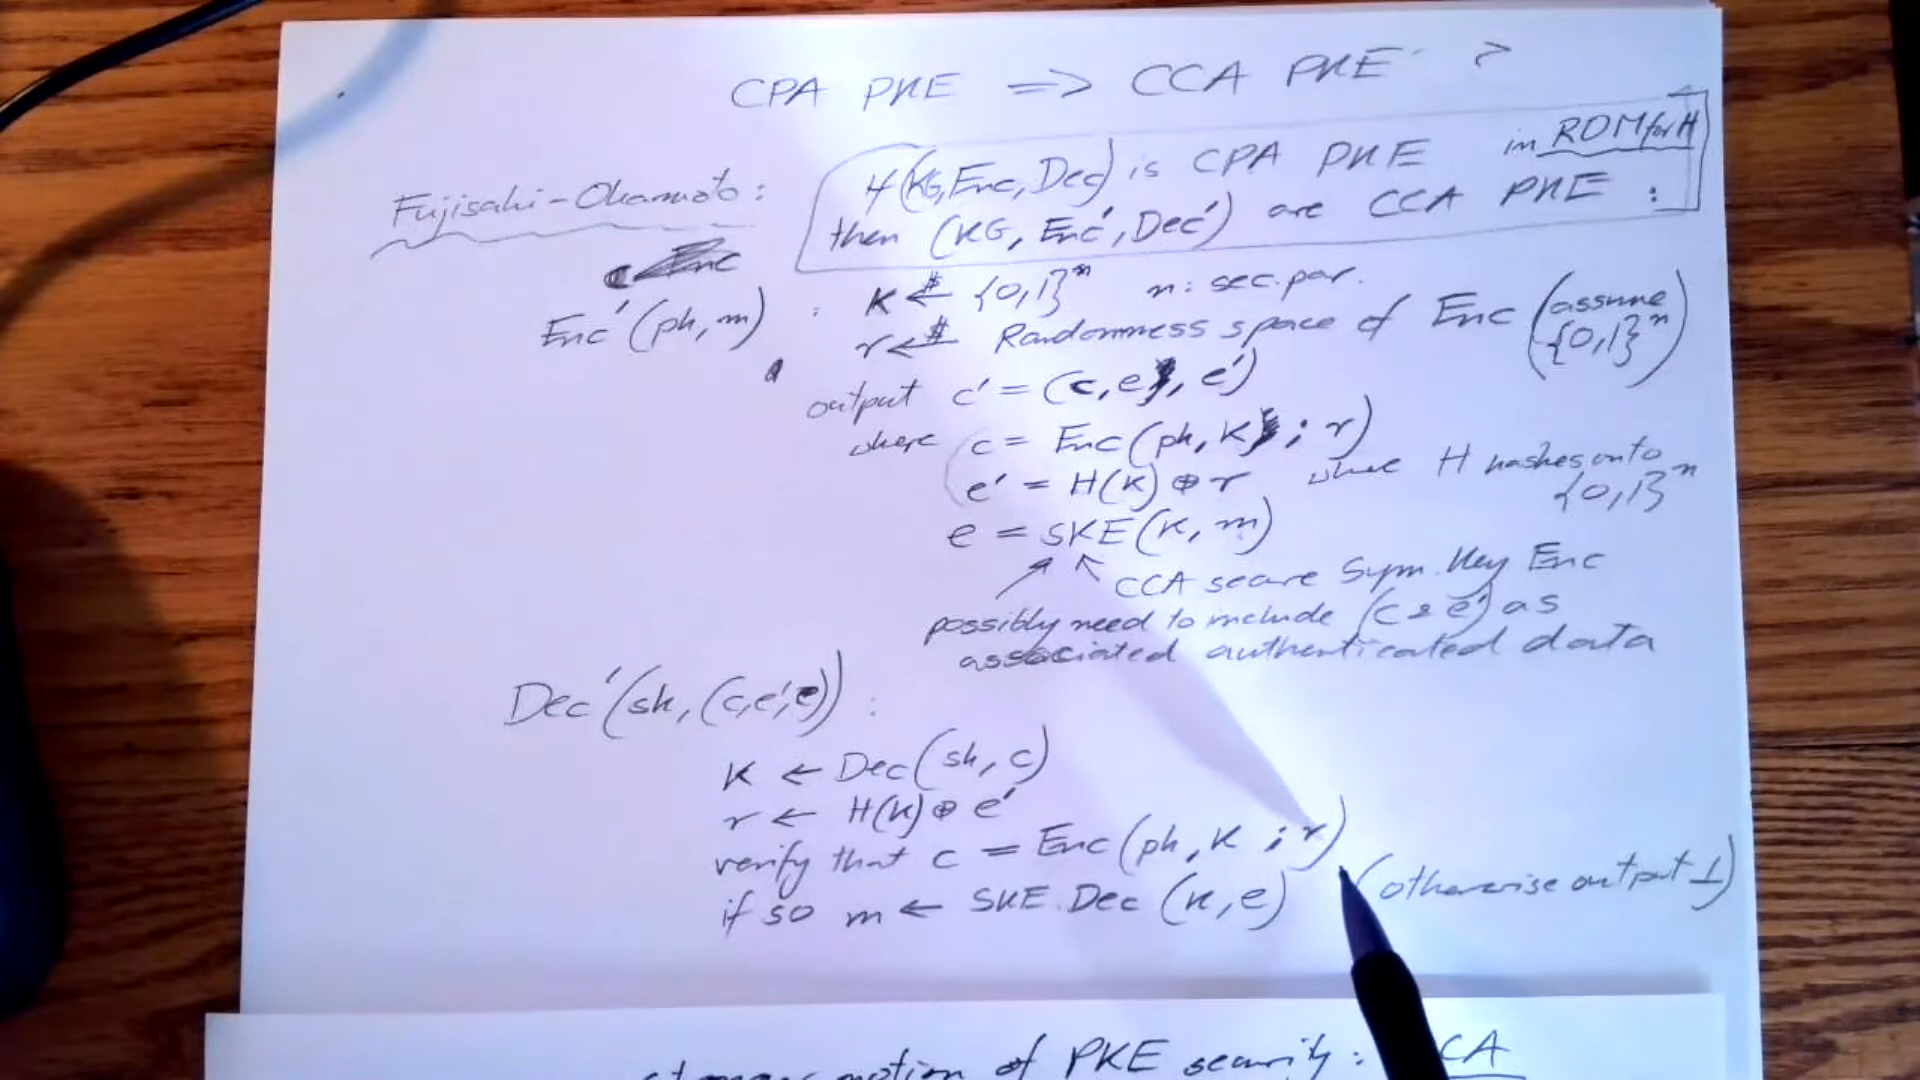 CPA PKE => CCA PKE ?
If (KG, Enc, Dec) is CPA PKE in ROM for H
Fujisaki-Okamoto: then (KG, Enc', Dec') are CCA PKE :
Enc'(pk, m) : K ←$ {0,1}^n n: sec.par.
r ←$ Randomness space of Enc (assume {0,1}^n)
output c' = (c, e, e')
where c = Enc(pk, K ; r)
e' = H(K) ⊕ r where H hashes onto {0,1}^n
e = SKE(K, m)
CCA secure Sym. Key Enc
possibly need to include (c & e') as
associated authenticated data
Dec'(sk, (c, e', e)) :
K ← Dec(sk, c)
r ← H(K) ⊕ e'
verify that c = Enc(pk, K ; r)
if so m ← SKE.Dec (K, e) (otherwise output ⊥)
notion of PKE security : CA